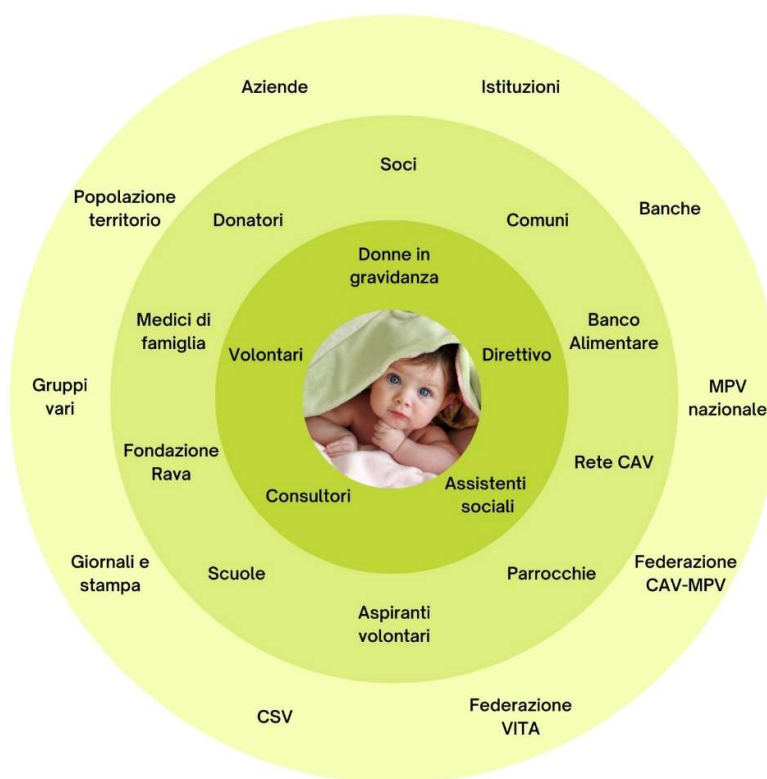 Aziende
Istituzioni
Soci
Popolazione
territorio
Donatori
Comuni
Banche
Donne in
gravidanza
Medici di
famiglia
Volontari
Direttivo
Banco
Alimentare
Gruppi
vari
MPV
nazionale
Fondazione
Rava
Rete CAV
Consultori
Assistenti
sociali
Giornali e
stampa
Scuole
Parrocchie
Federazione
CAV-MPV
Aspiranti
volontari
CSV
Federazione
VITA